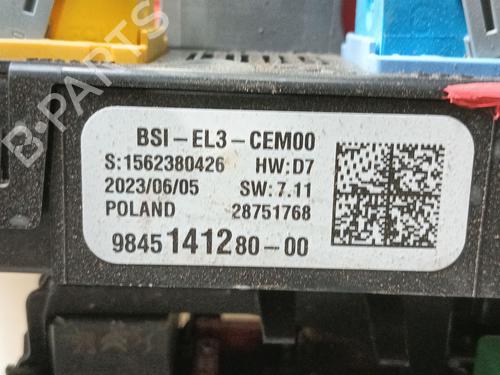 BSI-EL3-CEM00
S:1562380426 HW:D7
2023/06/05 SW:7.11
POLAND 28751768
9845141280-00
B-PARTS